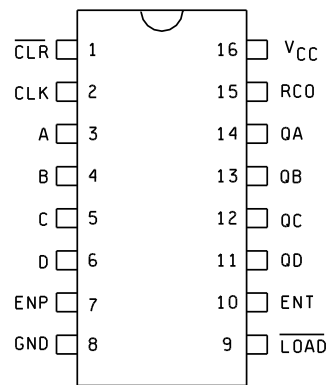 CLR 1 16 VCC
CLK 2 15 RCO
A 3 14 QA
B 4 13 QB
C 5 12 QC
D 6 11 QD
ENP 7 10 ENT
GND 8 9 LOAD